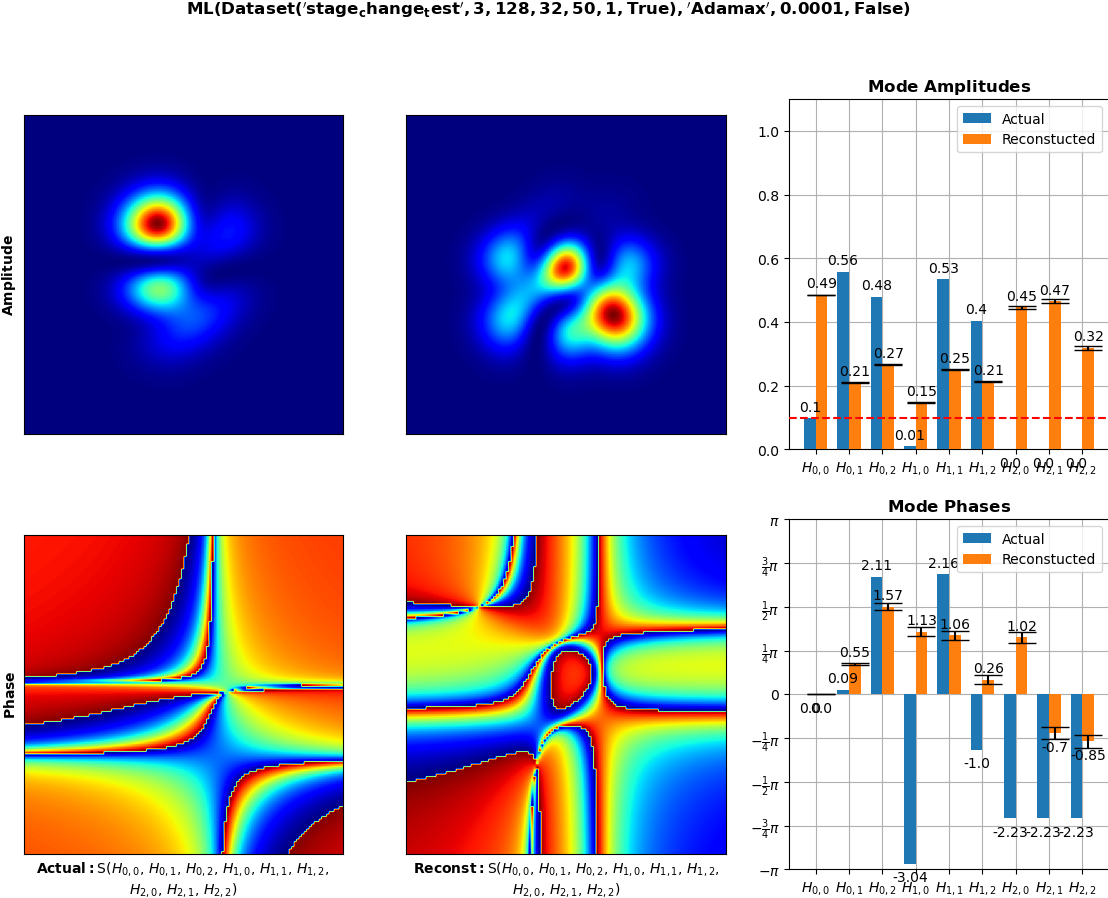 ML(Dataset('stage_change_test', 3, 128, 32, 50, 1, True), 'Adamax', 0.0001, False)
Amplitude
Mode Amplitudes
Actual
Reconstucted
1.0
0.8
0.6
0.4
0.2
0.0
0.1
0.49
0.56
0.21
0.48
0.27
0.01
0.15
0.53
0.25
0.4
0.21
0.0
0.45
0.0
0.47
0.0
0.32
H0,0 H0,1 H0,2 H1,0 H1,1 H1,2 H2,0 H2,1 H2,2
Phase
Actual: S(H0,0, H0,1, H0,2, H1,0, H1,1, H1,2,
H2,0, H2,1, H2,2)
Reconst: S(H0,0, H0,1, H0,2, H1,0, H1,1, H1,2,
H2,0, H2,1, H2,2)
Mode Phases
Actual
Reconstucted
π
3/4π
1/2π
1/4π
0
−1/4π
−1/2π
−3/4π
−π
0.0
0.0
0.09
0.55
2.11
1.57
-3.04
1.13
2.16
1.06
-1.0
0.26
-2.23
1.02
-2.23
-0.7
-2.23
-0.85
H0,0 H0,1 H0,2 H1,0 H1,1 H1,2 H2,0 H2,1 H2,2